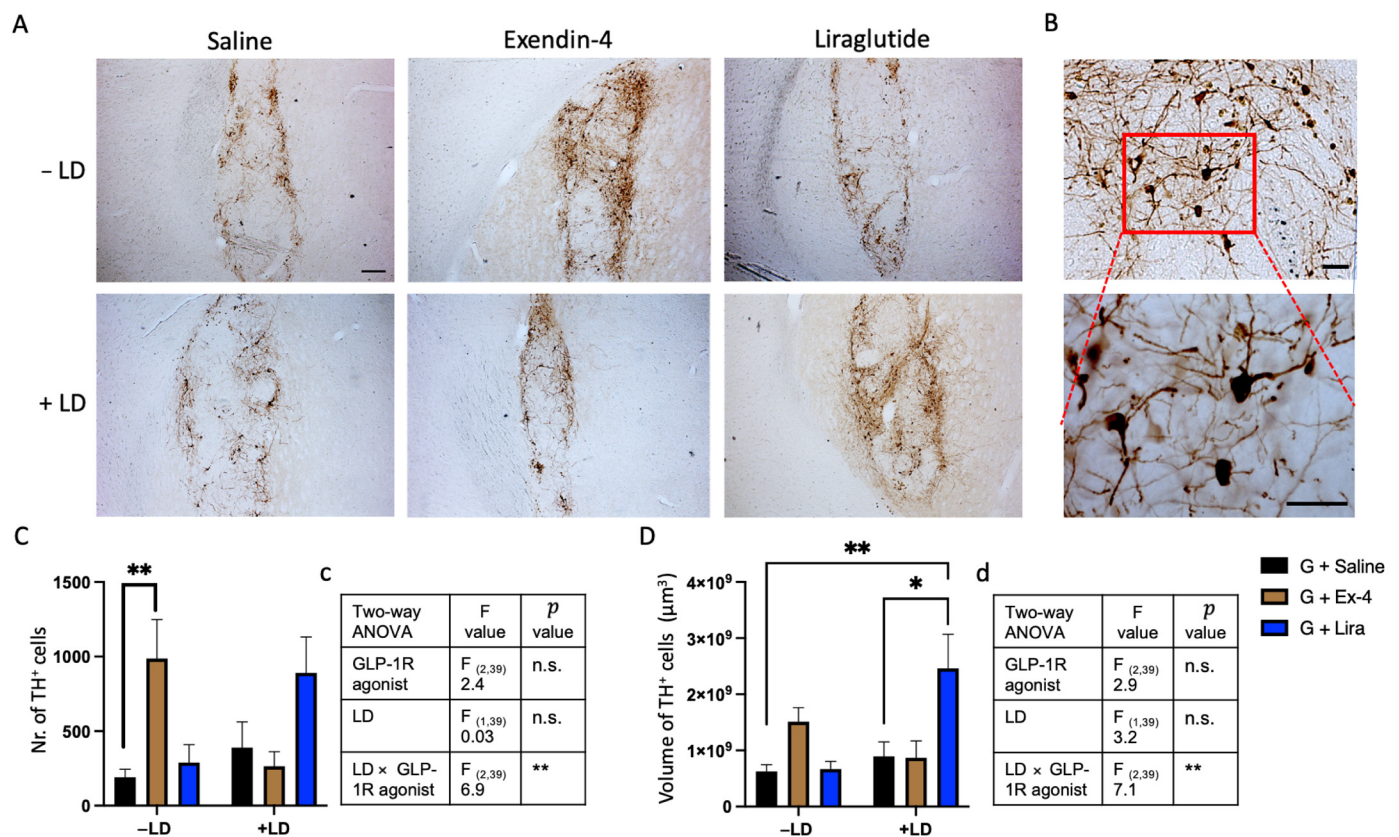 A
Saline
Exendin-4
Liraglutide
B
– LD
+ LD
C
**
1500
1000
500
0
Nr. of TH⁺ cells
–LD
+LD
c
Two-way ANOVA F value p value
GLP-1R agonist F (2,39) 2.4 n.s.
LD F (1,39) 0.03 n.s.
LD × GLP-1R agonist F (2,39) 6.9 **
D
**
*
4×10⁹
3×10⁹
2×10⁹
1×10⁹
0
Volume of TH⁺ cells (μm³)
–LD
+LD
d
Two-way ANOVA F value p value
GLP-1R agonist F (2,39) 2.9 n.s.
LD F (1,39) 3.2 n.s.
LD × GLP-1R agonist F (2,39) 7.1 **
G + Saline
G + Ex-4
G + Lira